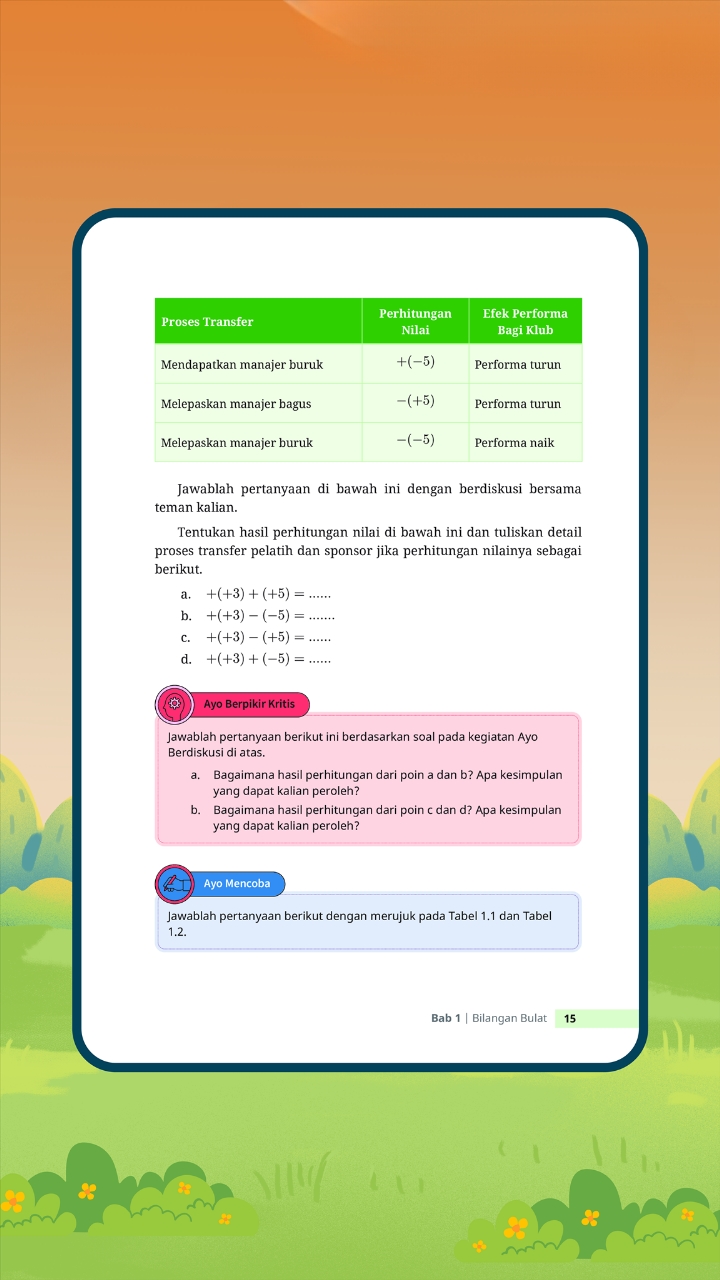 Proses Transfer
Perhitungan
Nilai
Efek Performa
Bagi Klub
Mendapatkan manajer buruk
+(−5)
Performa turun
Melepaskan manajer bagus
−(+5)
Performa turun
Melepaskan manajer buruk
−(−5)
Performa naik
Jawablah pertanyaan di bawah ini dengan berdiskusi bersama
teman kalian.
Tentukan hasil perhitungan nilai di bawah ini dan tuliskan detail
proses transfer pelatih dan sponsor jika perhitungan nilainya sebagai
berikut.
a. +(+3) + (+5) = ......
b. +(+3) − (−5) = .......
c. +(+3) − (+5) = ......
d. +(+3) + (−5) = ......
Ayo Berpikir Kritis
Jawablah pertanyaan berikut ini berdasarkan soal pada kegiatan Ayo
Berdiskusi di atas.
a. Bagaimana hasil perhitungan dari poin a dan b? Apa kesimpulan
yang dapat kalian peroleh?
b. Bagaimana hasil perhitungan dari poin c dan d? Apa kesimpulan
yang dapat kalian peroleh?
Ayo Mencoba
Jawablah pertanyaan berikut dengan merujuk pada Tabel 1.1 dan Tabel
1.2.
Bab 1 | Bilangan Bulat 15